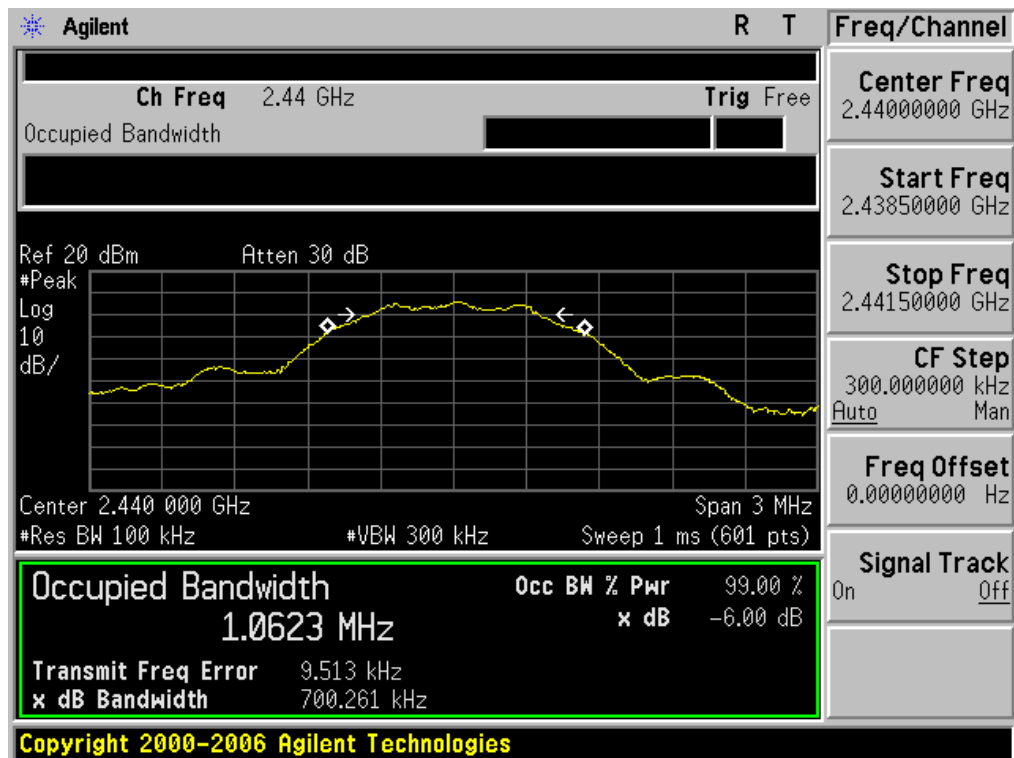 Agilent R T
Ch Freq 2.44 GHz Trig Free
Occupied Bandwidth
Ref 20 dBm Atten 30 dB
#Peak
Log
10
dB/
Center 2.440 000 GHz Span 3 MHz
#Res BW 100 kHz #VBW 300 kHz Sweep 1 ms (601 pts)
Occupied Bandwidth Occ BW % Pwr 99.00 %
1.0623 MHz x dB -6.00 dB
Transmit Freq Error 9.513 kHz
x dB Bandwidth 700.261 kHz
Copyright 2000-2006 Agilent Technologies
Freq/Channel
Center Freq
2.44000000 GHz
Start Freq
2.43850000 GHz
Stop Freq
2.44150000 GHz
CF Step
300.000000 kHz
Auto Man
Freq Offset
0.00000000 Hz
Signal Track
On Off